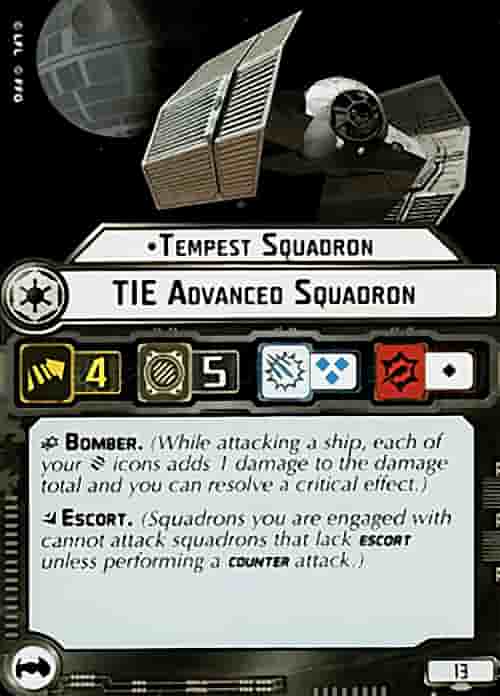 © LFL © FFG
•Tempest Squadron
TIE Advanced Squadron
4 5
Bomber. (While attacking a ship, each of
your icons adds 1 damage to the damage
total and you can resolve a critical effect.)
Escort. (Squadrons you are engaged with
cannot attack squadrons that lack ESCORT
unless performing a COUNTER attack.)
13